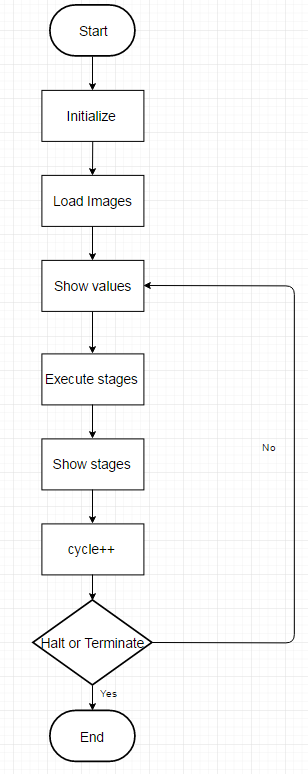 Start
Initialize
Load Images
Show values
Execute stages
Show stages
cycle++
No
Halt or Terminate
Yes
End